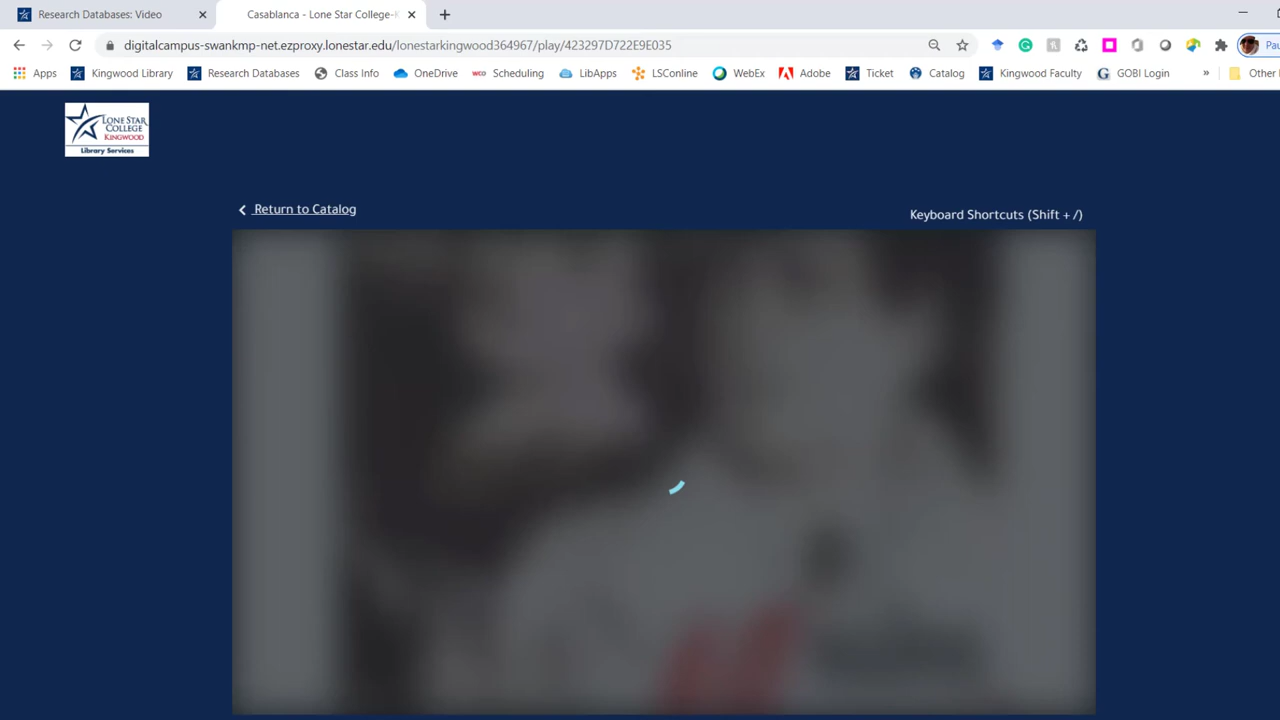 Research Databases: Video
Casablanca - Lone Star College-K
digitalcampus-swankmp-net.ezproxy.lonestar.edu/lonestarkingwood364967/play/423297D722E9E035
Pau
Apps Kingwood Library Research Databases Class Info OneDrive Scheduling LibApps LSConline WebEx Adobe Ticket Catalog Kingwood Faculty GOBI Login » Other
LONE STAR
COLLEGE
KINGWOOD
Library Services
Return to Catalog
Keyboard Shortcuts (Shift + /)